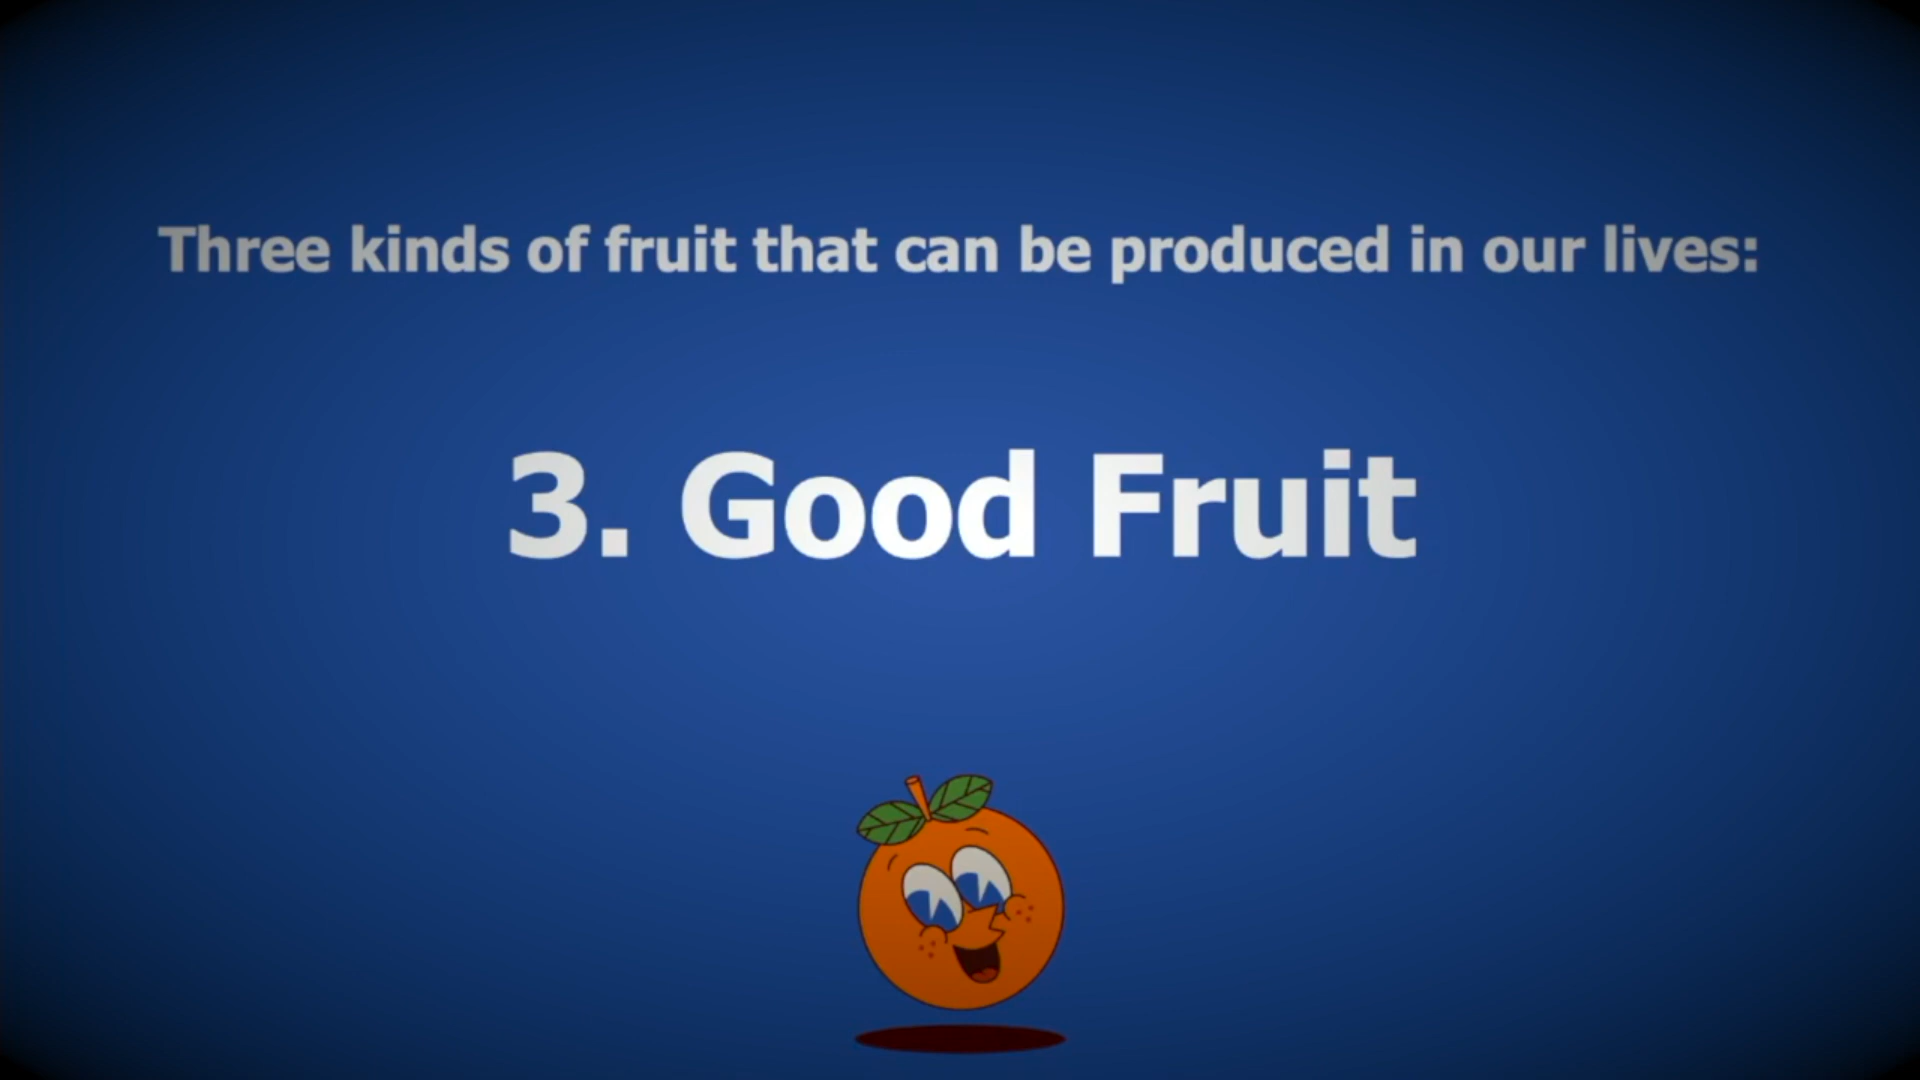 Three kinds of fruit that can be produced in our lives:
3. Good Fruit